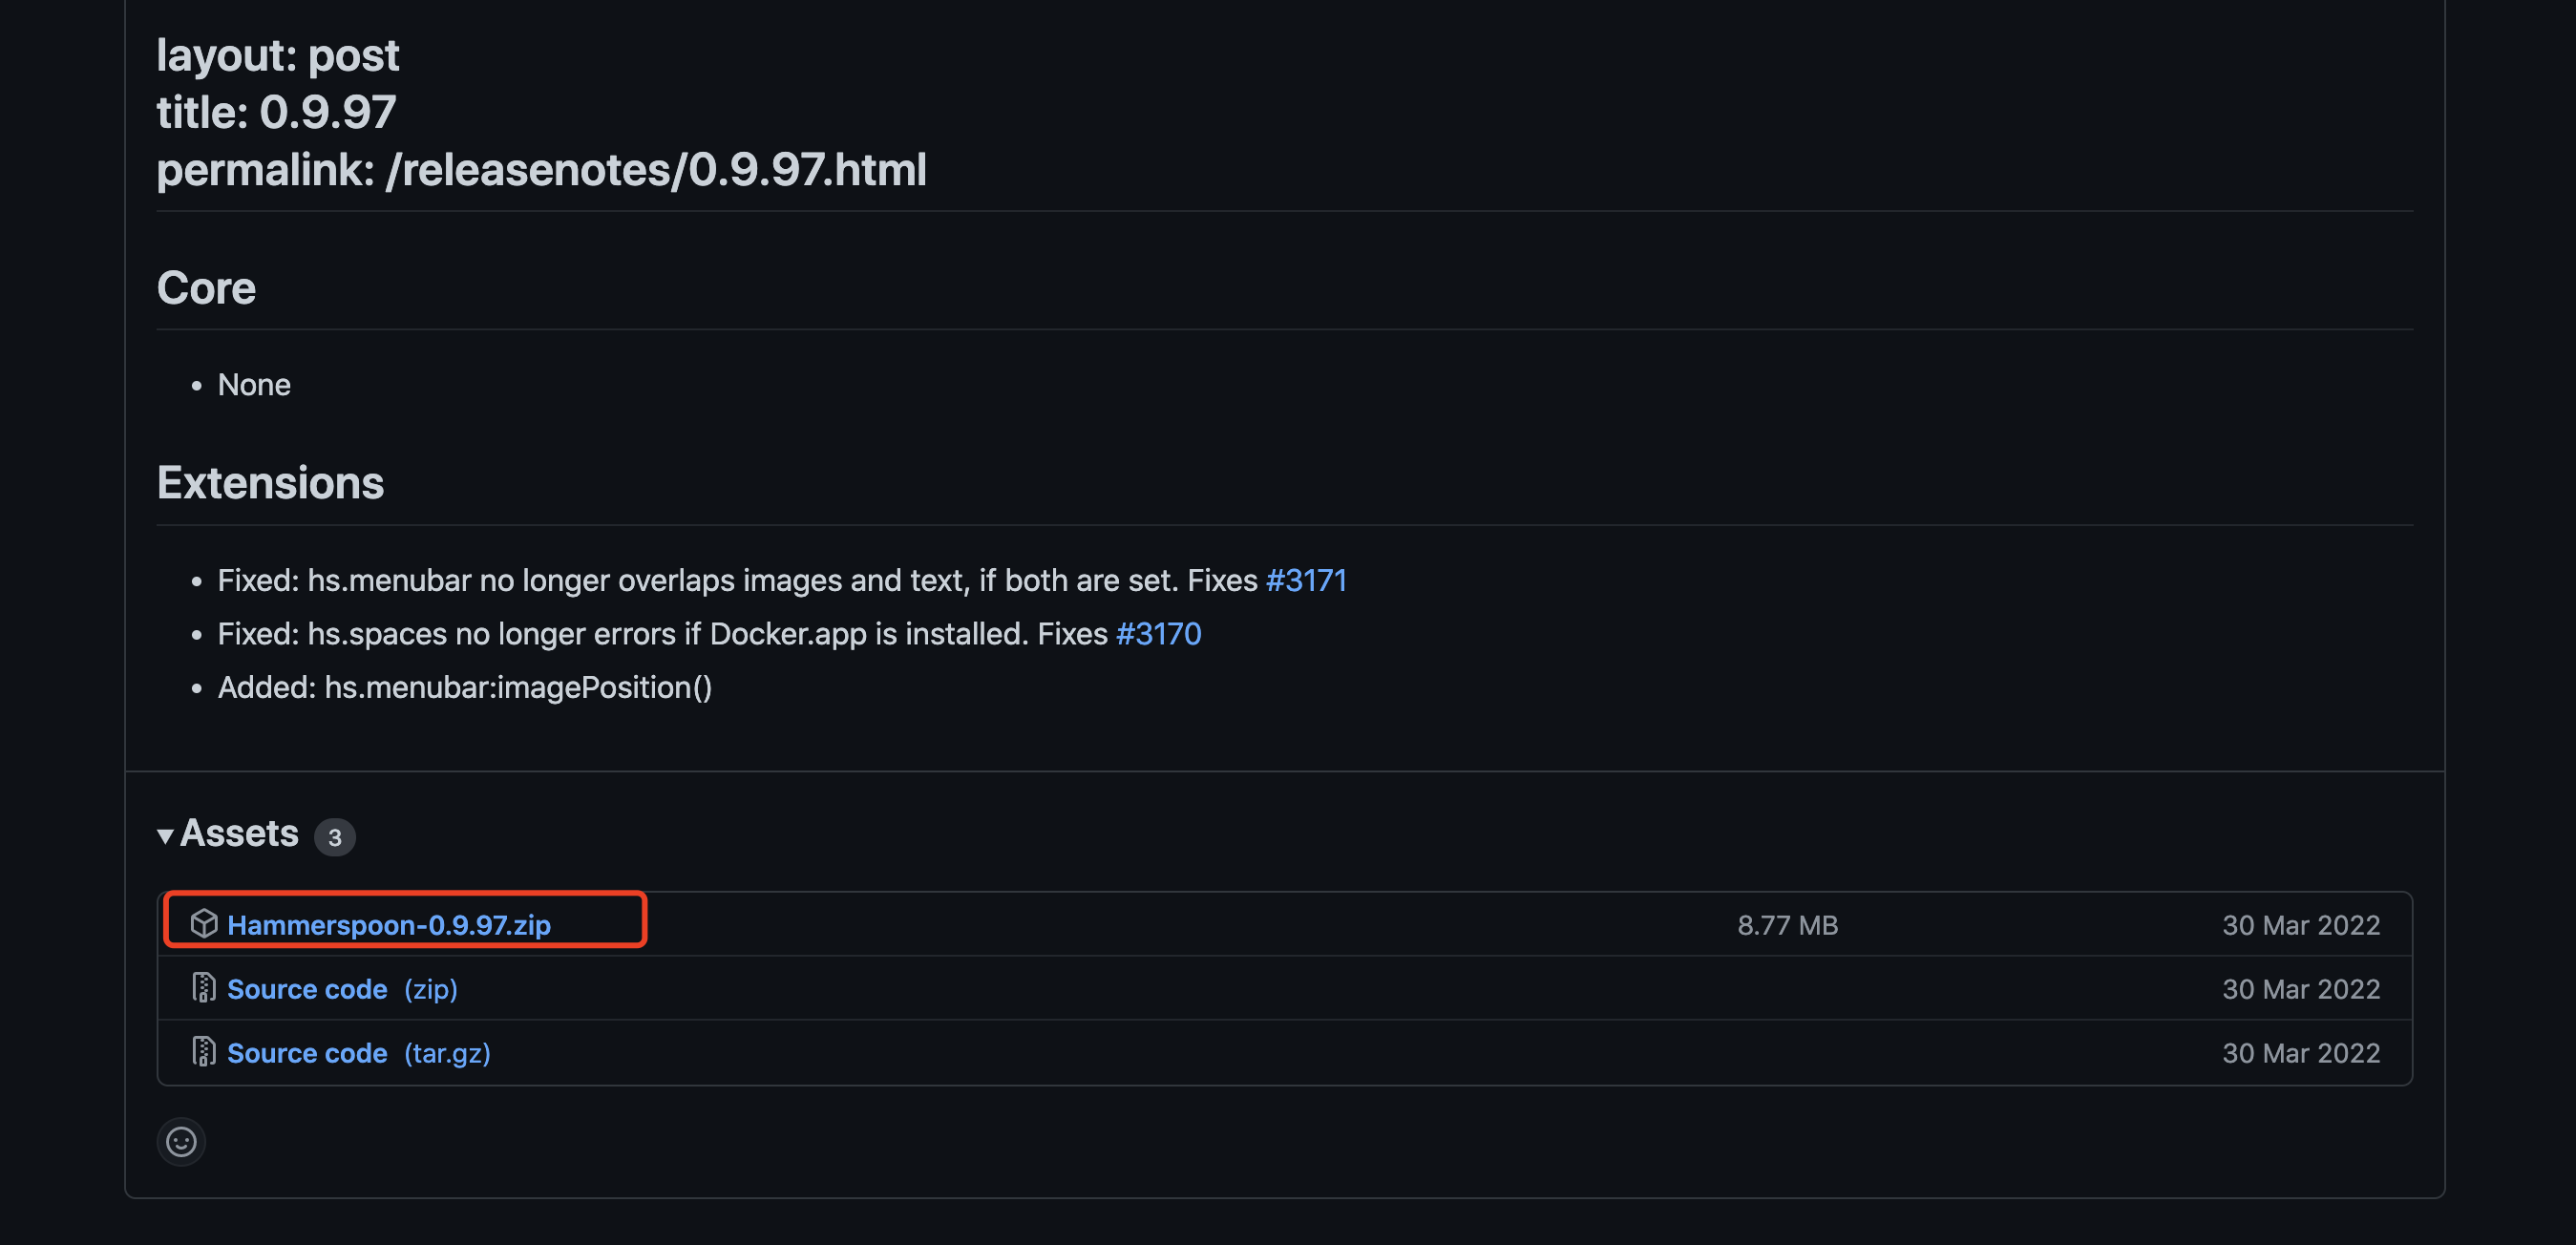 layout: post
title: 0.9.97
permalink: /releasenotes/0.9.97.html
Core
• None
Extensions
• Fixed: hs.menubar no longer overlaps images and text, if both are set. Fixes #3171
• Fixed: hs.spaces no longer errors if Docker.app is installed. Fixes #3170
• Added: hs.menubar:imagePosition()
▾ Assets 3
Hammerspoon-0.9.97.zip 8.77 MB 30 Mar 2022
Source code (zip) 30 Mar 2022
Source code (tar.gz) 30 Mar 2022